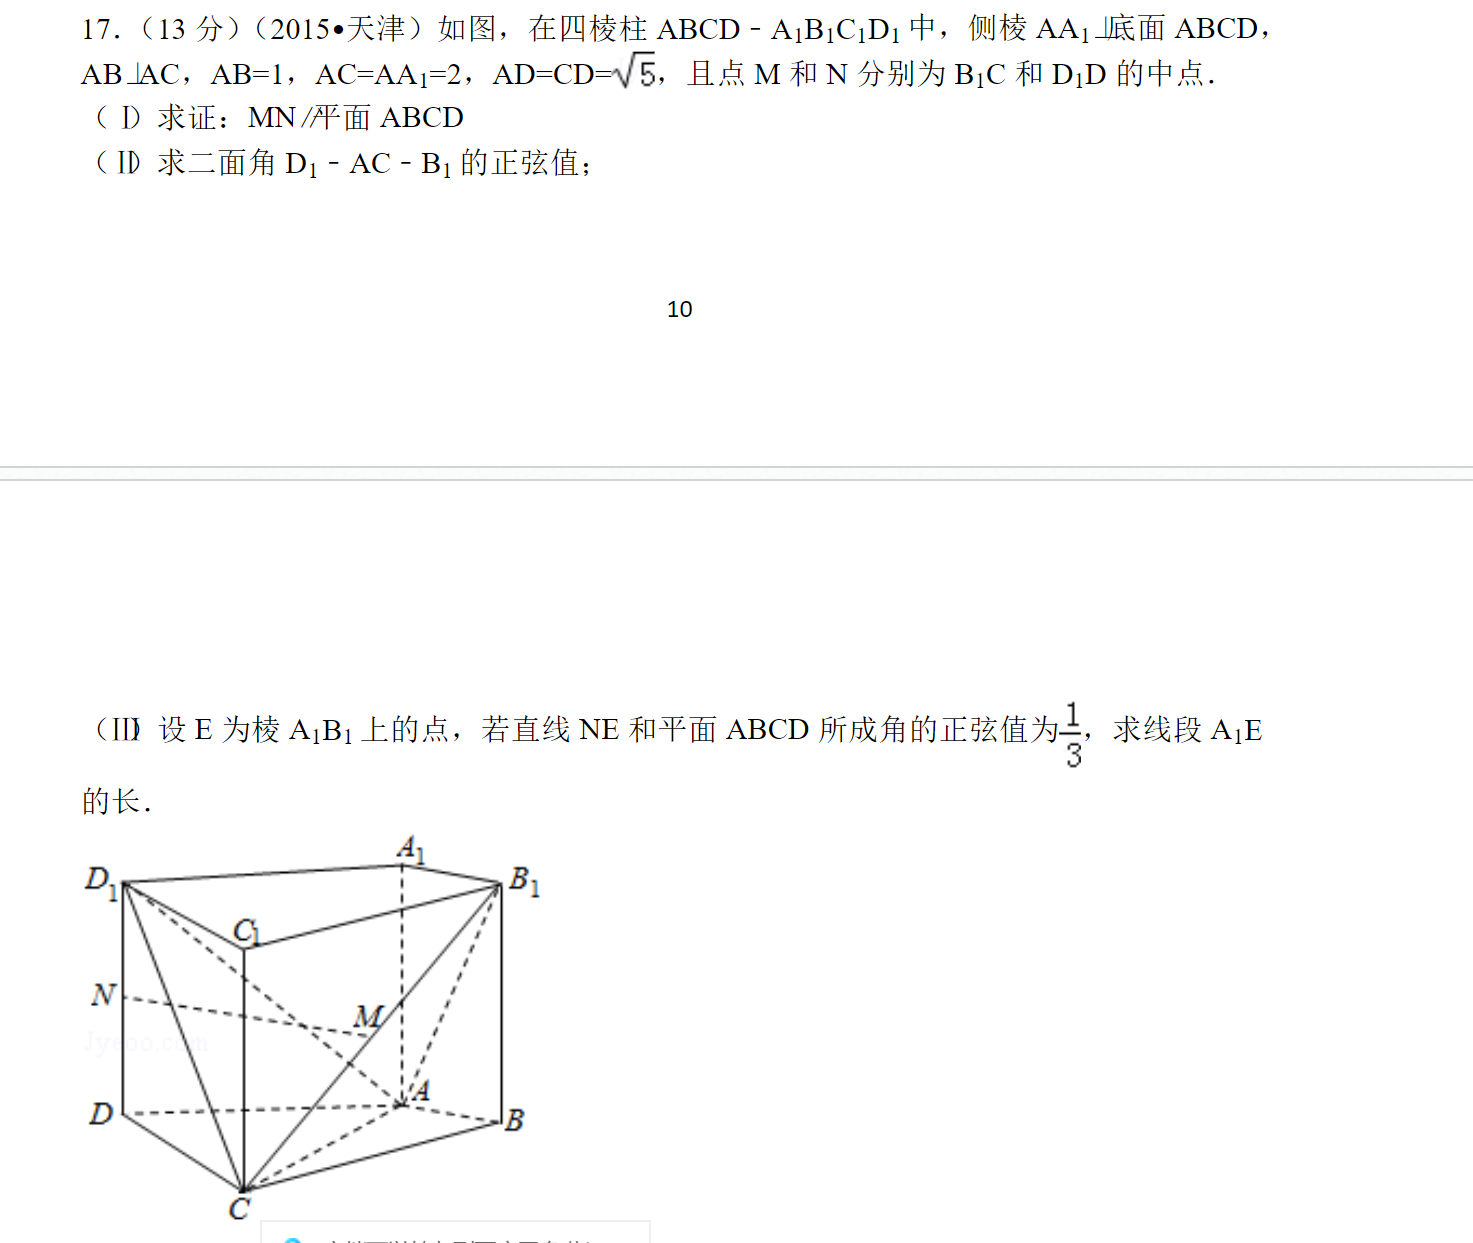 17.（13 分）（2015•天津）如图，在四棱柱 ABCD﹣A₁B₁C₁D₁ 中，侧棱 AA₁⊥底面 ABCD，
AB⊥AC，AB=1，AC=AA₁=2，AD=CD=√5，且点 M 和 N 分别为 B₁C 和 D₁D 的中点．
（Ⅰ）求证：MN∥平面 ABCD
（Ⅱ）求二面角 D₁﹣AC﹣B₁ 的正弦值；
10
（Ⅲ）设 E 为棱 A₁B₁ 上的点，若直线 NE 和平面 ABCD 所成角的正弦值为1/3，求线段 A₁E
的长．
A₁
D₁
B₁
C₁
N
M
Jyeoo.com
A
D
B
C